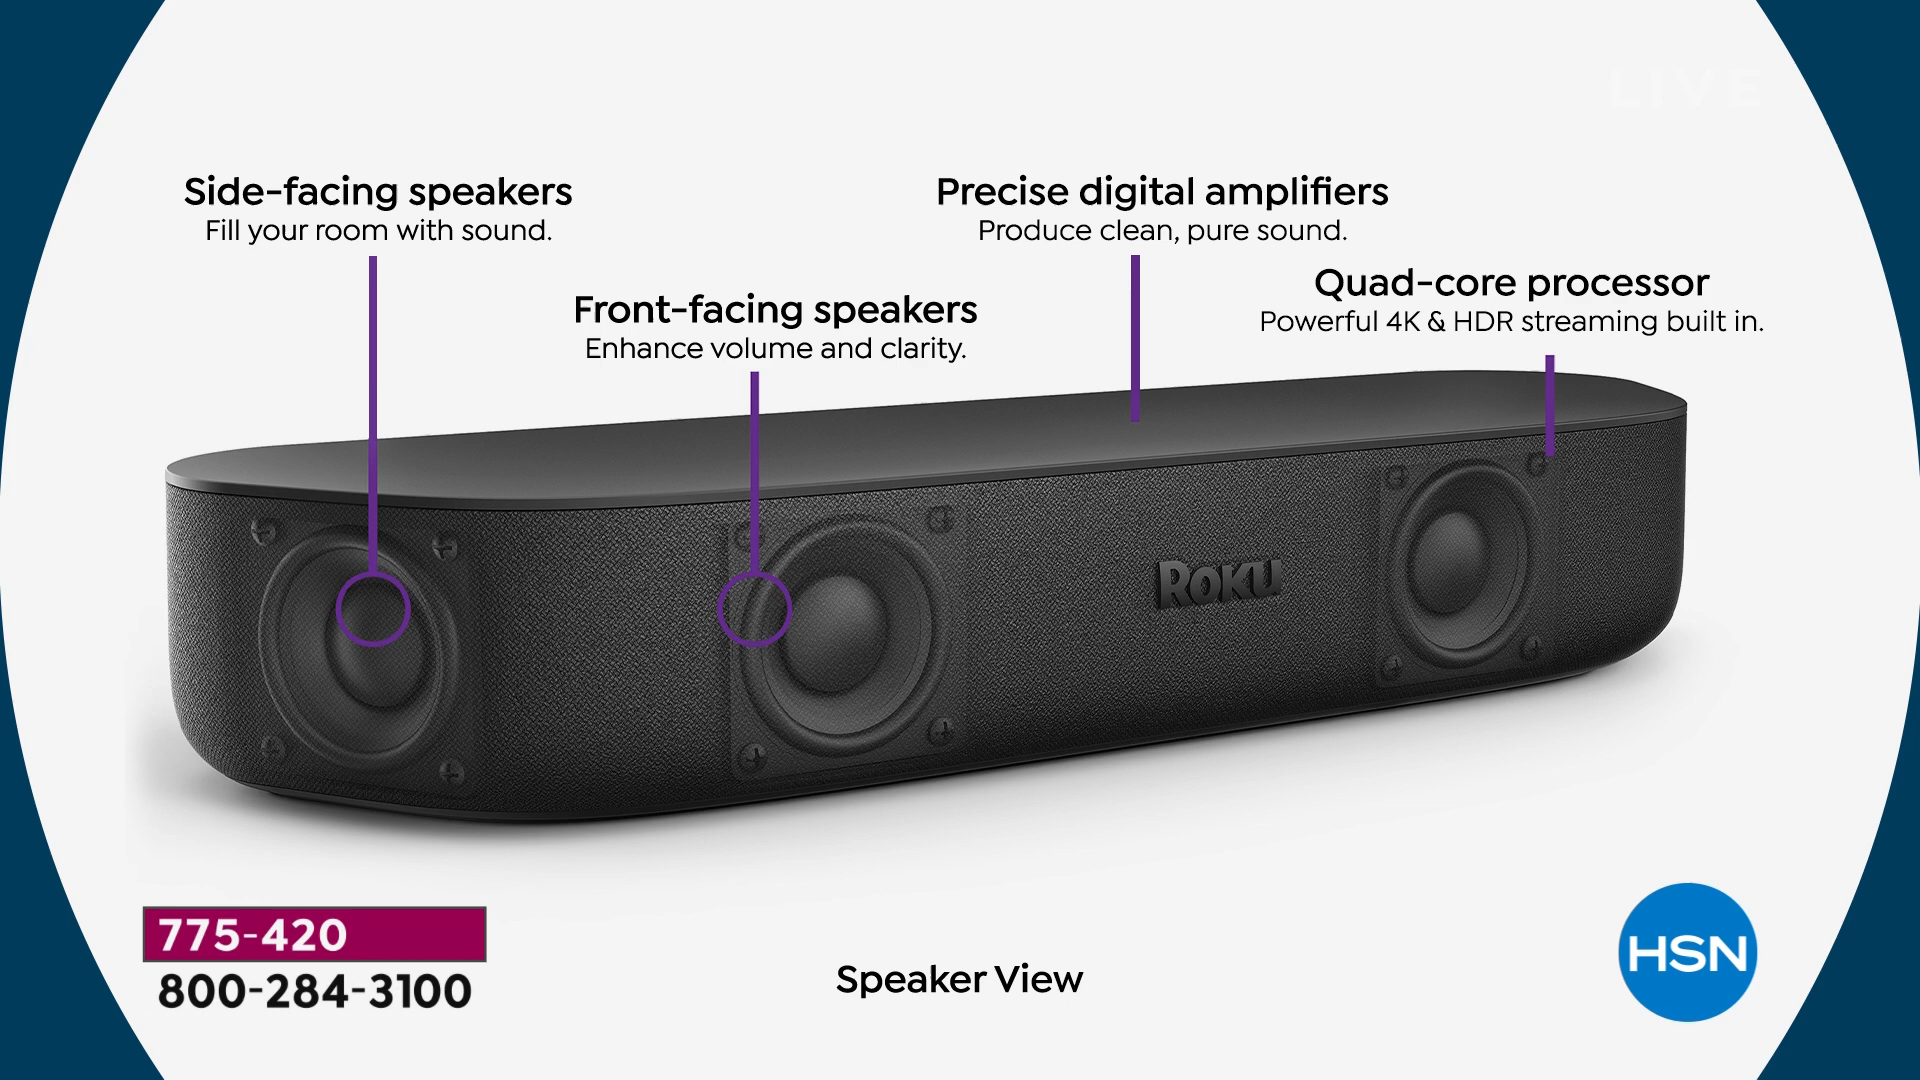 LIVE
Side-facing speakers
Fill your room with sound.
Precise digital amplifiers
Produce clean, pure sound.
Quad-core processor
Powerful 4K & HDR streaming built in.
Front-facing speakers
Enhance volume and clarity.
Roku
775-420
800-284-3100
Speaker View
HSN